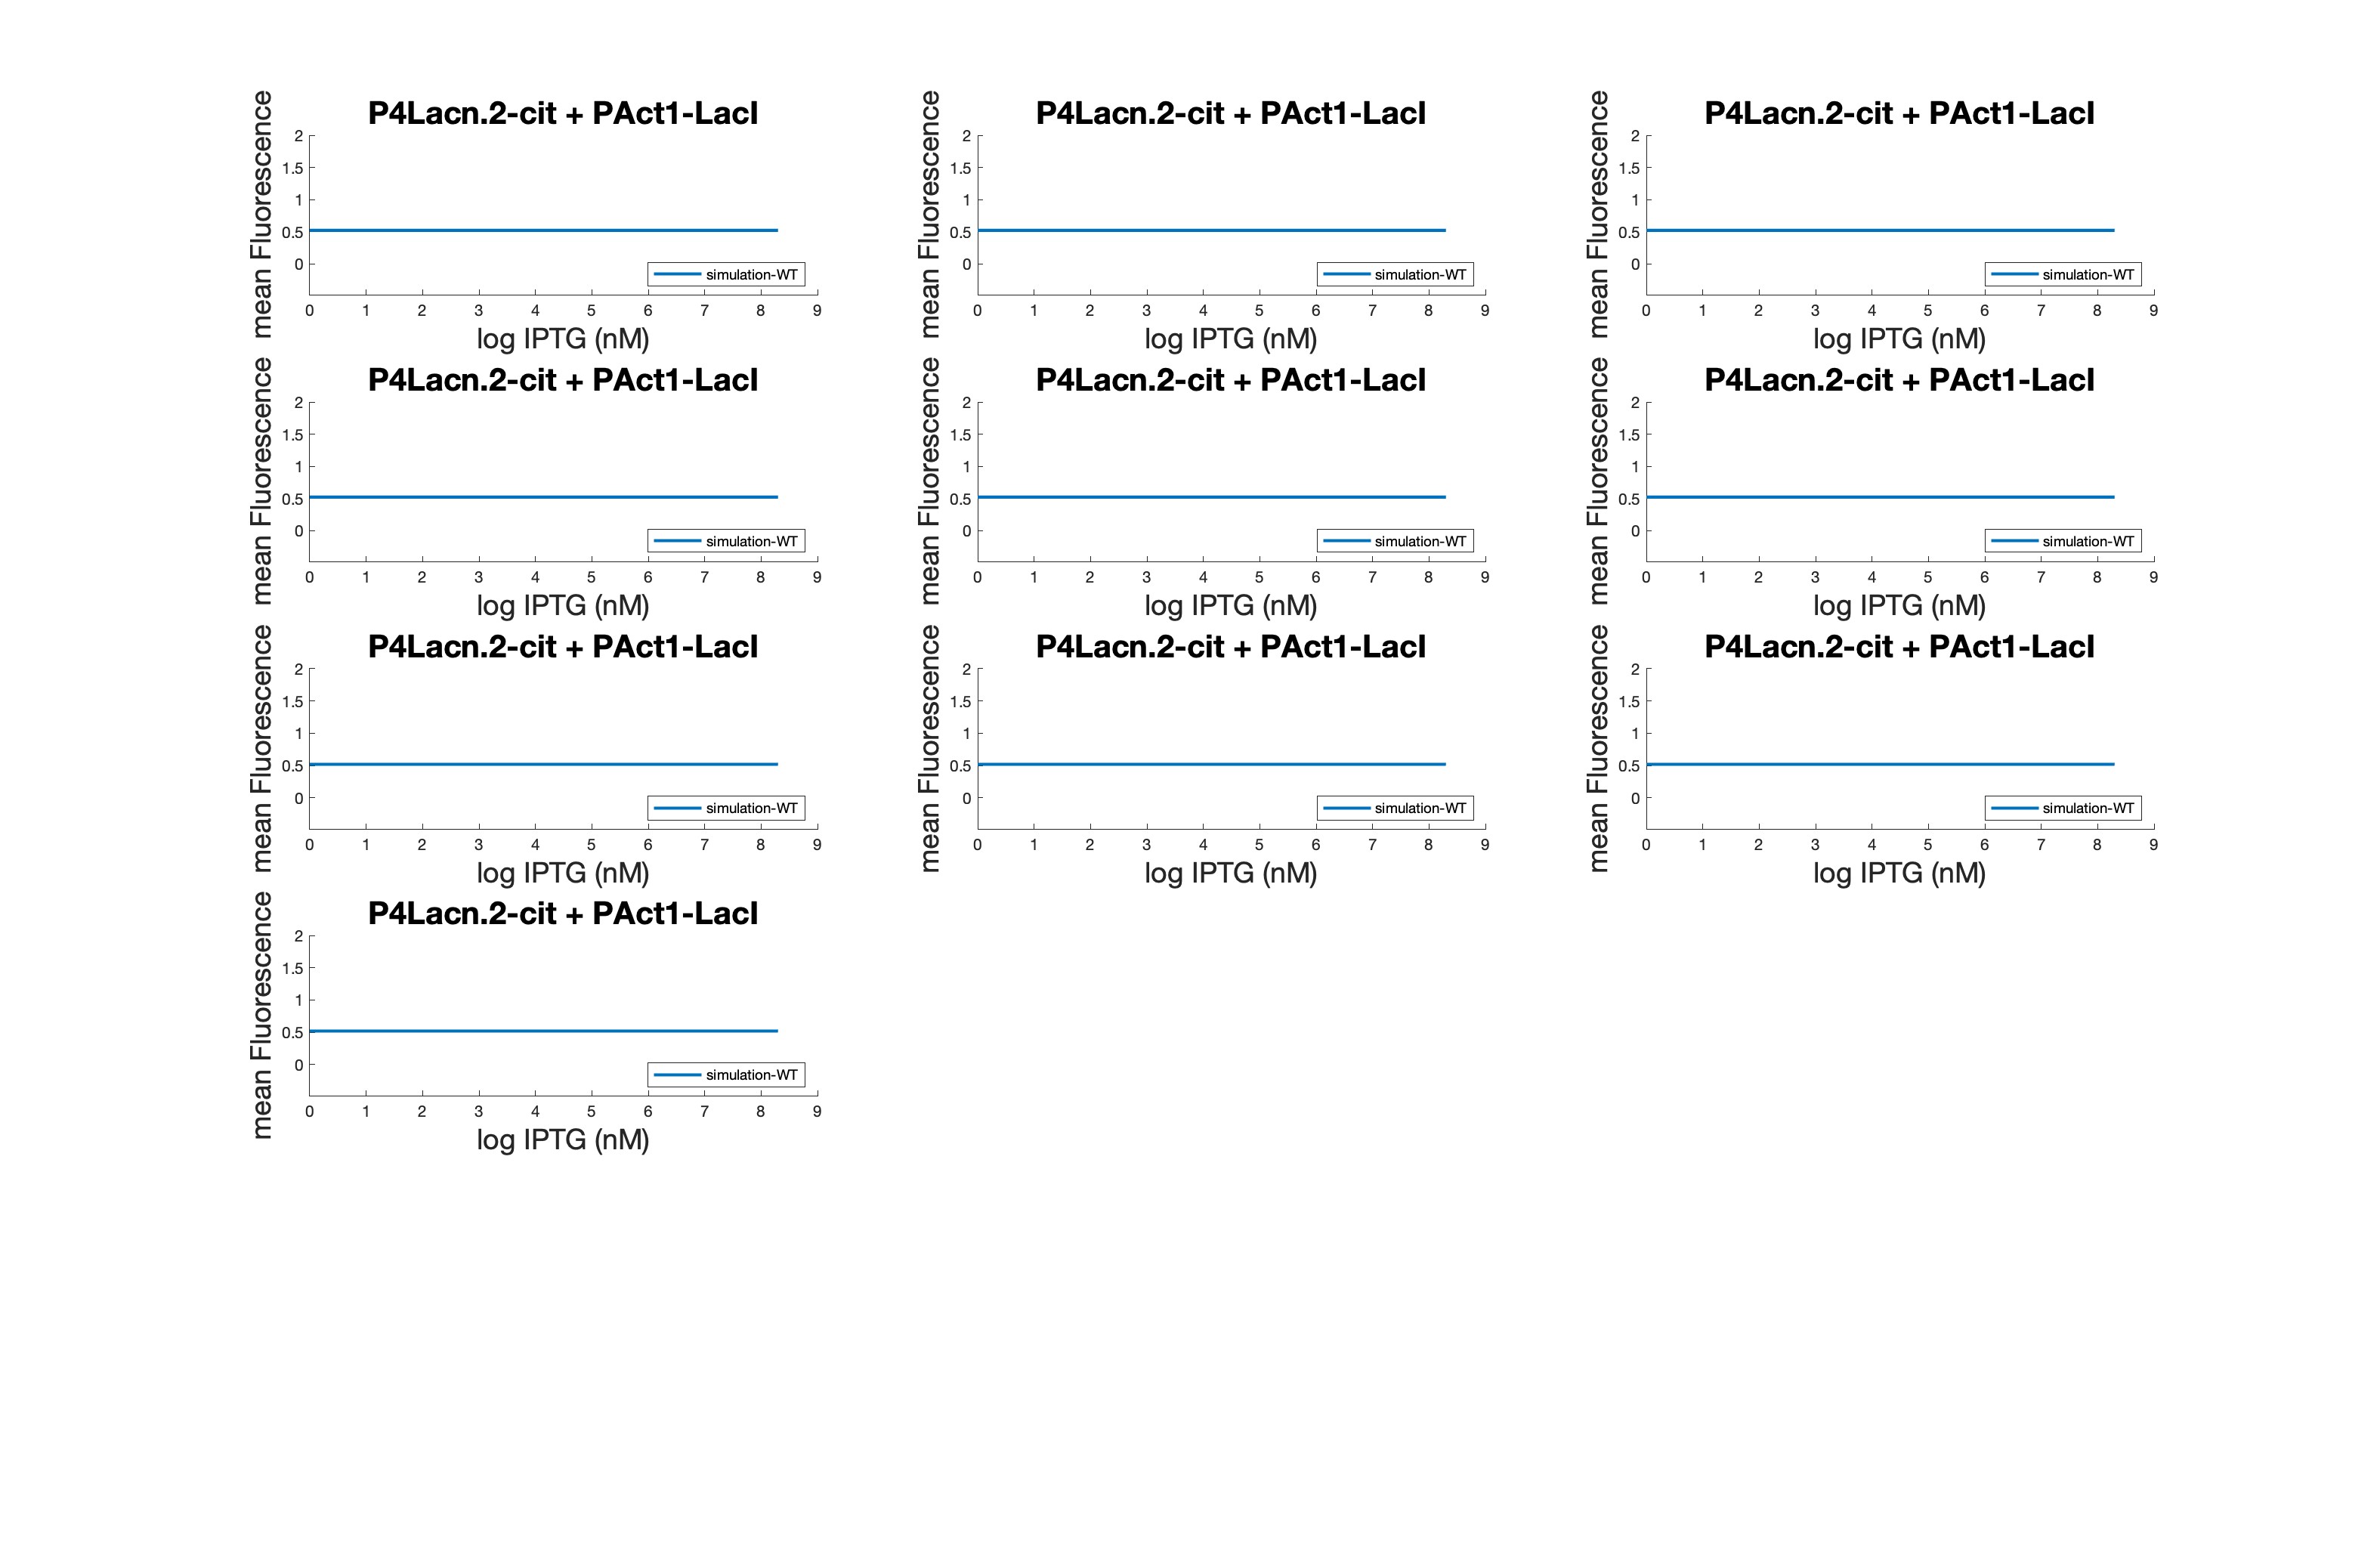 P4Lacn.2-cit + PAct1-LacI
mean Fluorescence
2
1.5
1
0.5
0
simulation-WT
0 1 2 3 4 5 6 7 8 9
log IPTG (nM)
P4Lacn.2-cit + PAct1-LacI
mean Fluorescence
2
1.5
1
0.5
0
simulation-WT
0 1 2 3 4 5 6 7 8 9
log IPTG (nM)
P4Lacn.2-cit + PAct1-LacI
mean Fluorescence
2
1.5
1
0.5
0
simulation-WT
0 1 2 3 4 5 6 7 8 9
log IPTG (nM)
P4Lacn.2-cit + PAct1-LacI
mean Fluorescence
2
1.5
1
0.5
0
simulation-WT
0 1 2 3 4 5 6 7 8 9
log IPTG (nM)
P4Lacn.2-cit + PAct1-LacI
mean Fluorescence
2
1.5
1
0.5
0
simulation-WT
0 1 2 3 4 5 6 7 8 9
log IPTG (nM)
P4Lacn.2-cit + PAct1-LacI
mean Fluorescence
2
1.5
1
0.5
0
simulation-WT
0 1 2 3 4 5 6 7 8 9
log IPTG (nM)
P4Lacn.2-cit + PAct1-LacI
mean Fluorescence
2
1.5
1
0.5
0
simulation-WT
0 1 2 3 4 5 6 7 8 9
log IPTG (nM)
P4Lacn.2-cit + PAct1-LacI
mean Fluorescence
2
1.5
1
0.5
0
simulation-WT
0 1 2 3 4 5 6 7 8 9
log IPTG (nM)
P4Lacn.2-cit + PAct1-LacI
mean Fluorescence
2
1.5
1
0.5
0
simulation-WT
0 1 2 3 4 5 6 7 8 9
log IPTG (nM)
P4Lacn.2-cit + PAct1-LacI
mean Fluorescence
2
1.5
1
0.5
0
simulation-WT
0 1 2 3 4 5 6 7 8 9
log IPTG (nM)